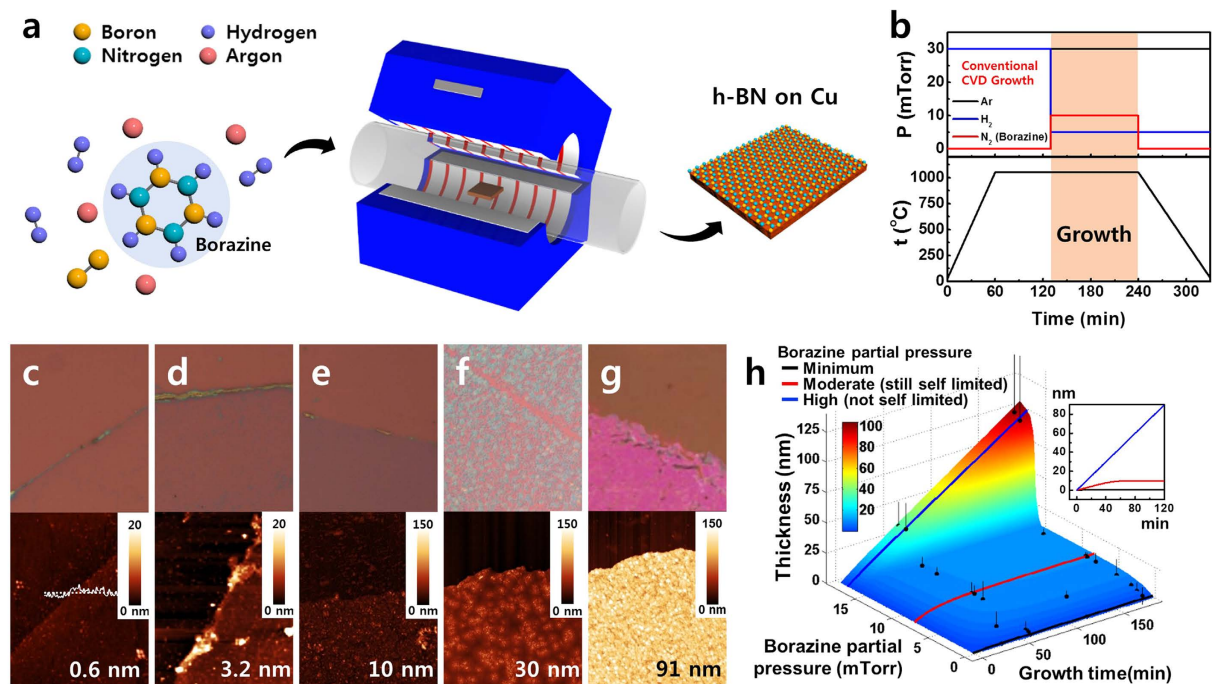 a
Boron
Hydrogen
Nitrogen
Argon
Borazine
h-BN on Cu
b
P (mTorr)
30
20
10
0
Conventional
CVD Growth
Ar
H₂
N₂ (Borazine)
t (°C)
1000
750
500
250
0
Growth
0 60 120 180 240 300
Time (min)
c
d
e
f
g
20
0 nm
0.6 nm
20
0 nm
3.2 nm
150
0 nm
10 nm
150
0 nm
30 nm
150
0 nm
91 nm
h
Borazine partial pressure
Minimum
Moderate (still self limited)
High (not self limited)
Thickness (nm)
125
100
75
50
25
0
100
80
60
40
20
nm
80
60
40
20
0
0 40 80 120
min
15
10
5
0
Borazine partial
pressure (mTorr)
0
50
100
150
Growth time(min)